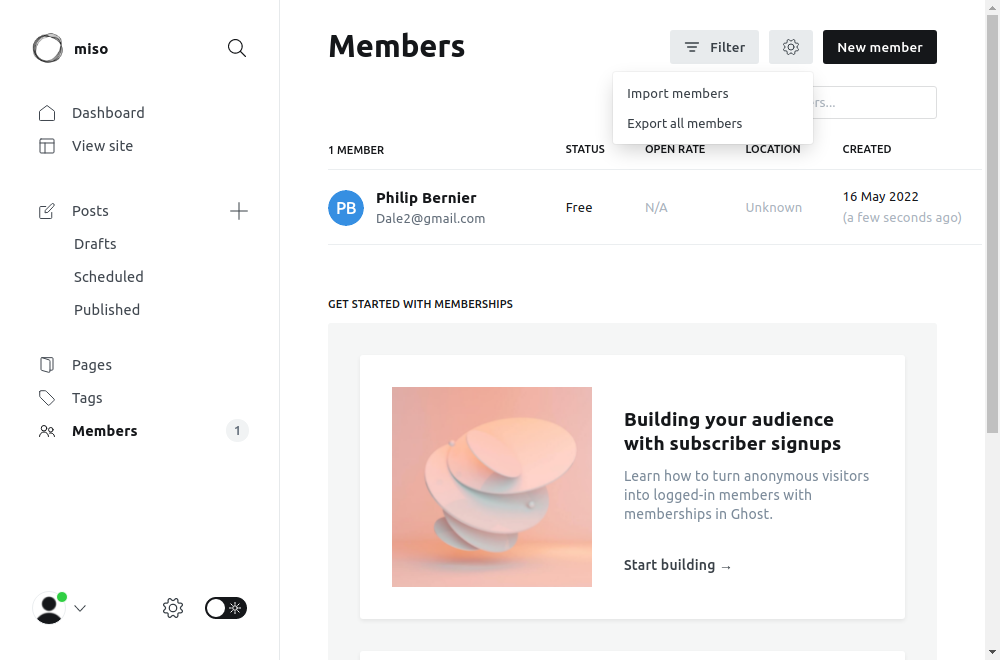 miso
Dashboard
View site
Posts
Drafts
Scheduled
Published
Pages
Tags
Members
1
Members
Filter
New member
Import members
Export all members
1 MEMBER
STATUS
OPEN RATE
LOCATION
CREATED
PB
Philip Bernier
Dale2@gmail.com
Free
N/A
Unknown
16 May 2022
(a few seconds ago)
GET STARTED WITH MEMBERSHIPS
Building your audience
with subscriber signups
Learn how to turn anonymous visitors
into logged-in members with
memberships in Ghost.
Start building →